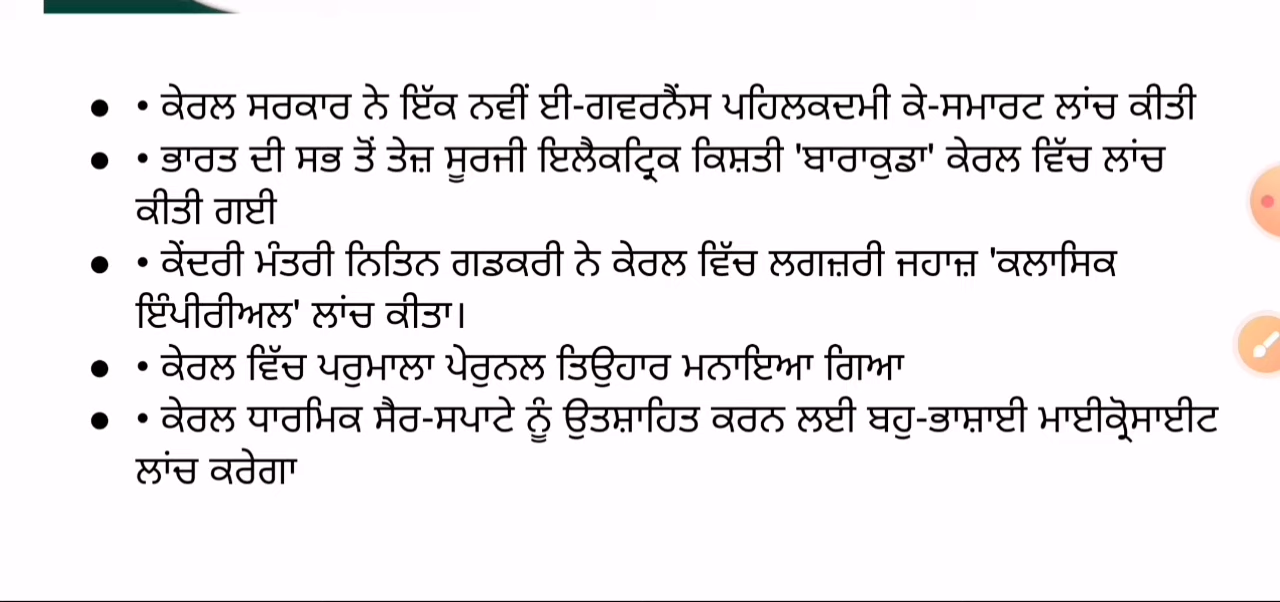 ● • ਕੇਰਲ ਸਰਕਾਰ ਨੇ ਇੱਕ ਨਵੀਂ ਈ-ਗਵਰਨੈਂਸ ਪਹਿਲਕਦਮੀ ਕੇ-ਸਮਾਰਟ ਲਾਂਚ ਕੀਤੀ
● • ਭਾਰਤ ਦੀ ਸਭ ਤੋਂ ਤੇਜ਼ ਸੂਰਜੀ ਇਲੈਕਟ੍ਰਿਕ ਕਿਸ਼ਤੀ 'ਬਾਰਾਕੁਡਾ' ਕੇਰਲ ਵਿੱਚ ਲਾਂਚ
ਕੀਤੀ ਗਈ
● • ਕੇਂਦਰੀ ਮੰਤਰੀ ਨਿਤਿਨ ਗਡਕਰੀ ਨੇ ਕੇਰਲ ਵਿੱਚ ਲਗਜ਼ਰੀ ਜਹਾਜ਼ 'ਕਲਾਸਿਕ
ਇੰਪੀਰੀਅਲ' ਲਾਂਚ ਕੀਤਾ।
● • ਕੇਰਲ ਵਿੱਚ ਪਰੁਮਾਲਾ ਪੇਰੁਨਲ ਤਿਉਹਾਰ ਮਨਾਇਆ ਗਿਆ
● • ਕੇਰਲ ਧਾਰਮਿਕ ਸੈਰ-ਸਪਾਟੇ ਨੂੰ ਉਤਸ਼ਾਹਿਤ ਕਰਨ ਲਈ ਬਹੁ-ਭਾਸ਼ਾਈ ਮਾਈਕ੍ਰੋਸਾਈਟ
ਲਾਂਚ ਕਰੇਗਾ